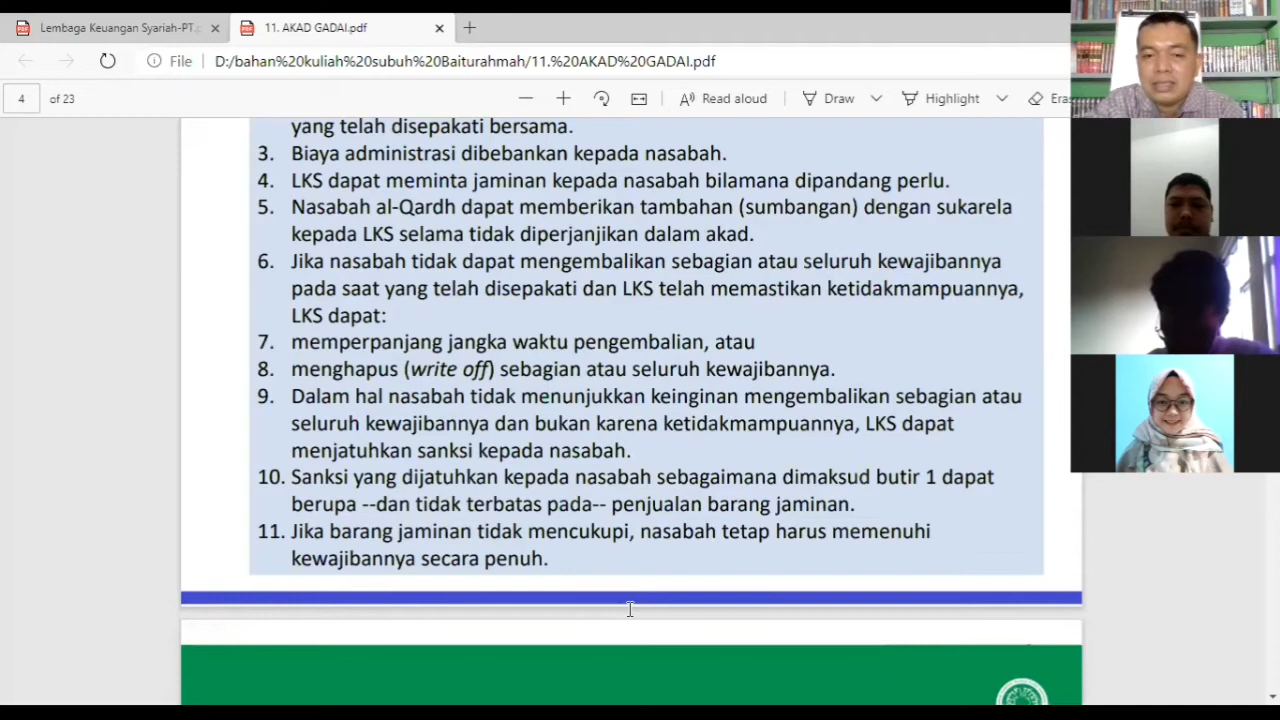 Lembaga Keuangan Syariah-PT.
11. AKAD GADAI.pdf
File
D:/bahan%20kuliah%20subuh%20Baiturahmah/11.%20AKAD%20GADAI.pdf
4 of 23
Read aloud
Draw
Highlight
Eras
yang telah disepakati bersama.
3. Biaya administrasi dibebankan kepada nasabah.
4. LKS dapat meminta jaminan kepada nasabah bilamana dipandang perlu.
5. Nasabah al-Qardh dapat memberikan tambahan (sumbangan) dengan sukarela
kepada LKS selama tidak diperjanjikan dalam akad.
6. Jika nasabah tidak dapat mengembalikan sebagian atau seluruh kewajibannya
pada saat yang telah disepakati dan LKS telah memastikan ketidakmampuannya,
LKS dapat:
7. memperpanjang jangka waktu pengembalian, atau
8. menghapus (write off) sebagian atau seluruh kewajibannya.
9. Dalam hal nasabah tidak menunjukkan keinginan mengembalikan sebagian atau
seluruh kewajibannya dan bukan karena ketidakmampuannya, LKS dapat
menjatuhkan sanksi kepada nasabah.
10. Sanksi yang dijatuhkan kepada nasabah sebagaimana dimaksud butir 1 dapat
berupa --dan tidak terbatas pada-- penjualan barang jaminan.
11. Jika barang jaminan tidak mencukupi, nasabah tetap harus memenuhi
kewajibannya secara penuh.